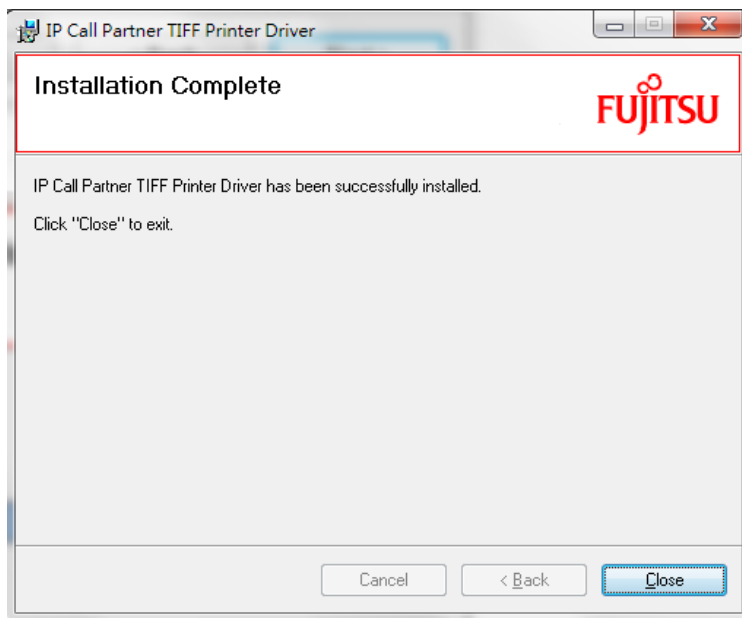 IP Call Partner TIFF Printer Driver
Installation Complete
FUJITSU
IP Call Partner TIFF Printer Driver has been successfully installed.
Click "Close" to exit.
Cancel
< Back
Close